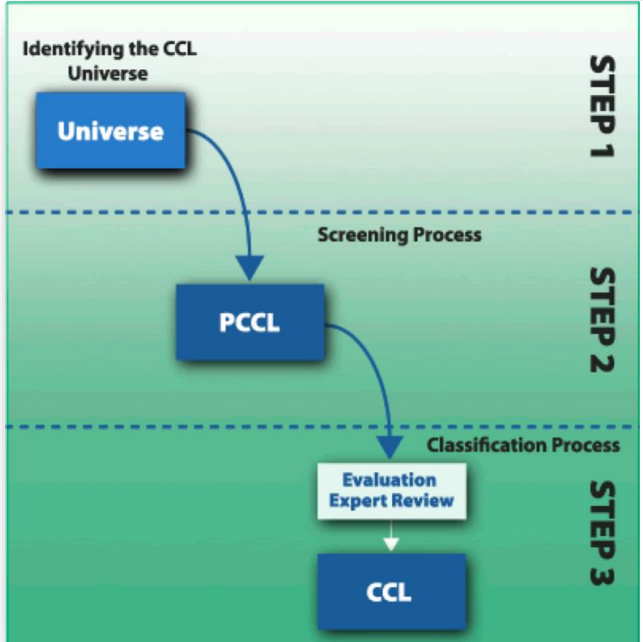 Identifying the CCL
Universe
Universe
STEP 1
Screening Process
PCCL
STEP 2
Classification Process
Evaluation
Expert Review
CCL
STEP 3